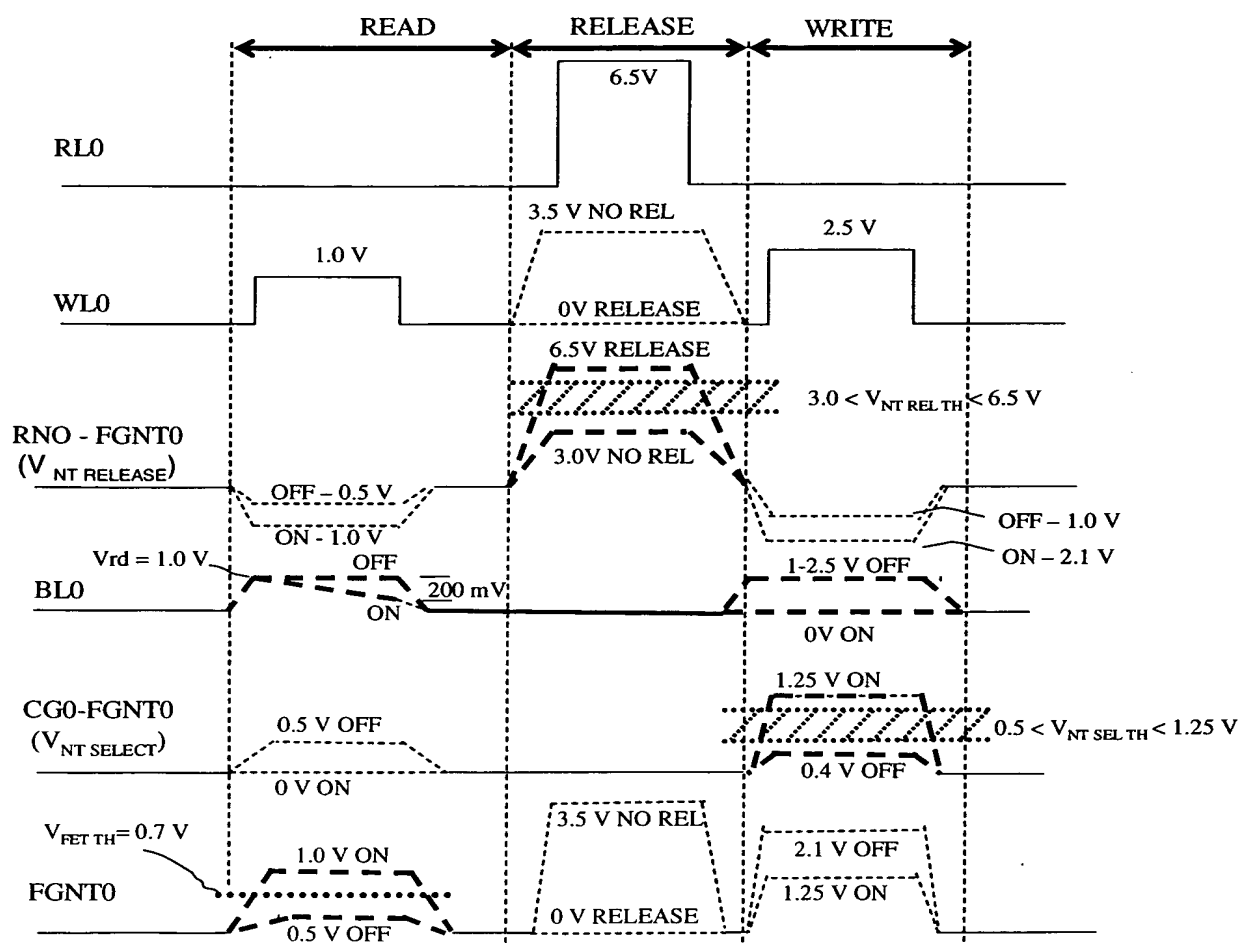 READ RELEASE WRITE
6.5V
RL0
3.5 V NO REL
2.5 V
1.0 V
WL0
0V RELEASE
6.5V RELEASE
3.0 < V NT REL TH < 6.5 V
RNO - FGNT0
(V NT RELEASE)
3.0V NO REL
OFF – 0.5 V
ON - 1.0 V
OFF – 1.0 V
ON – 2.1 V
Vrd = 1.0 V
OFF
1-2.5 V OFF
BL0
200 mV
ON
0V ON
1.25 V ON
CG0-FGNT0
(V NT SELECT)
0.5 V OFF
0.5 < V NT SEL TH < 1.25 V
0 V ON
0.4 V OFF
V FET TH = 0.7 V
3.5 V NO REL
1.0 V ON
2.1 V OFF
FGNT0
1.25 V ON
0.5 V OFF
0 V RELEASE